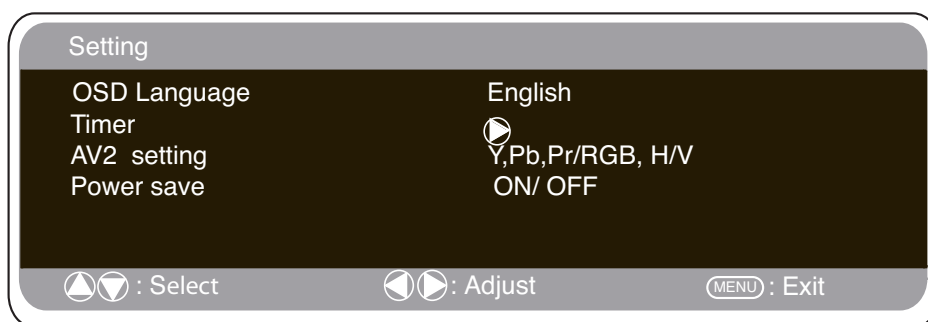 Setting
OSD Language English
Timer
AV2 setting Y,Pb,Pr/RGB, H/V
Power save ON/ OFF
: Select : Adjust MENU : Exit